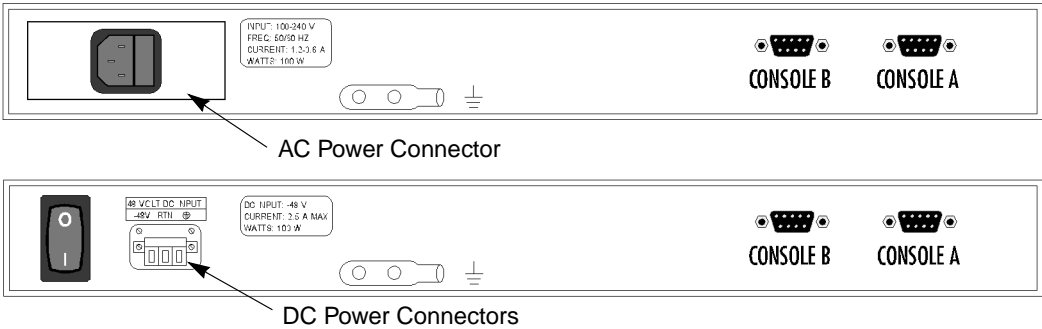 INPUT: 100-240 V
FREQ: 50/60 HZ
CURRENT: 1.2-0.6 A
WATTS: 100 W
CONSOLE B
CONSOLE A
AC Power Connector
O
I
48 VOLT DC INPUT
-48V RTN
DC INPUT: -48 V
CURRENT: 2.5 A MAX
WATTS: 100 W
CONSOLE B
CONSOLE A
DC Power Connectors